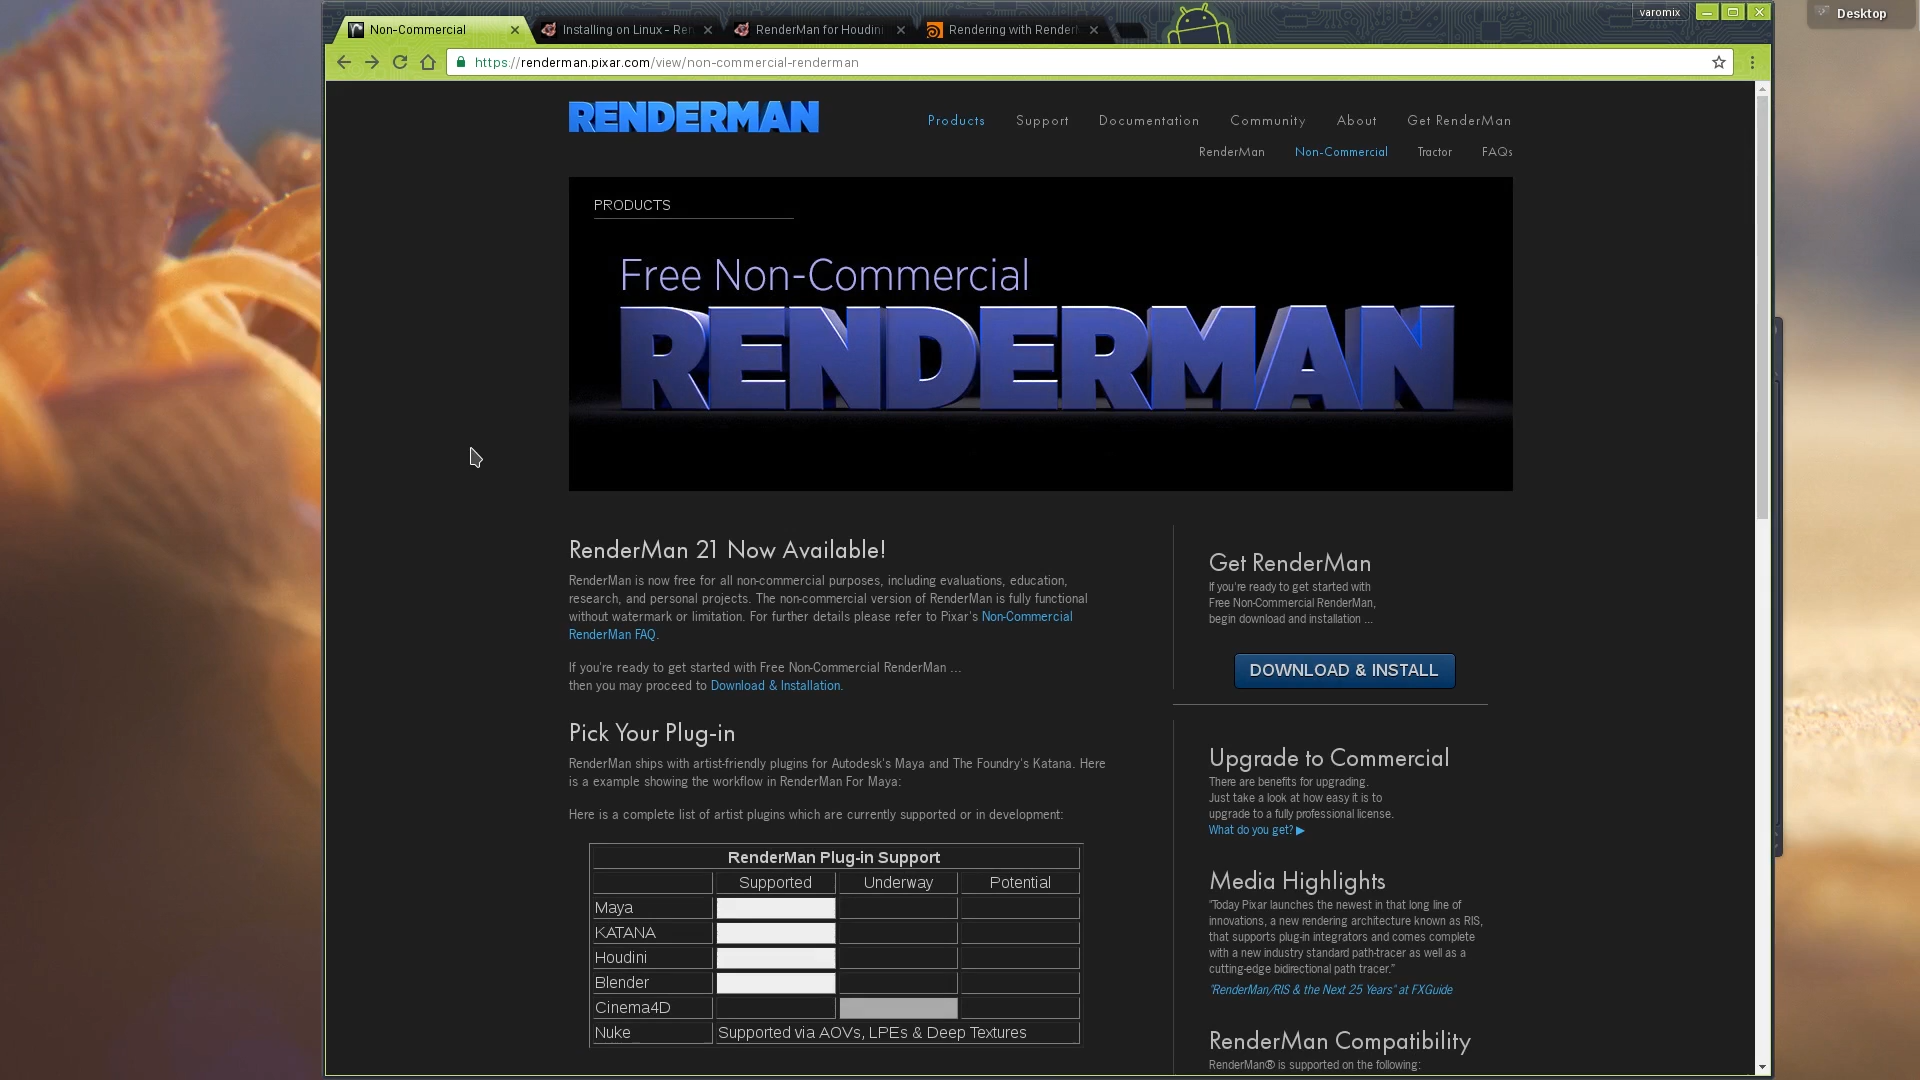 varomix
Desktop
Non-Commercial
Installing on Linux - Ren
RenderMan for Houdini
Rendering with RenderM
https://renderman.pixar.com/view/non-commercial-renderman
RENDERMAN
Products Support Documentation Community About Get RenderMan
RenderMan Non-Commercial Tractor FAQs
PRODUCTS
Free Non-Commercial
RENDERMAN
RenderMan 21 Now Available!
RenderMan is now free for all non-commercial purposes, including evaluations, education,
research, and personal projects. The non-commercial version of RenderMan is fully functional
without watermark or limitation. For further details please refer to Pixar's Non-Commercial
RenderMan FAQ.
If you're ready to get started with Free Non-Commercial RenderMan ...
then you may proceed to Download & Installation.
Pick Your Plug-in
RenderMan ships with artist-friendly plugins for Autodesk's Maya and The Foundry's Katana. Here
is a example showing the workflow in RenderMan For Maya:
Here is a complete list of artist plugins which are currently supported or in development:
RenderMan Plug-in Support
Supported Underway Potential
Maya
KATANA
Houdini
Blender
Cinema4D
Nuke Supported via AOVs, LPEs & Deep Textures
Get RenderMan
If you're ready to get started with
Free Non-Commercial RenderMan,
begin download and installation ...
DOWNLOAD & INSTALL
Upgrade to Commercial
There are benefits for upgrading.
Just take a look at how easy it is to
upgrade to a fully professional license.
What do you get? ▶
Media Highlights
"Today Pixar launches the newest in that long line of
innovations, a new rendering architecture known as RIS,
that supports plug-in integrators and comes complete
with a new industry standard path-tracer as well as a
cutting-edge bidirectional path tracer."
"RenderMan/RIS & the Next 25 Years" at FXGuide
RenderMan Compatibility
RenderMan® is supported on the following: